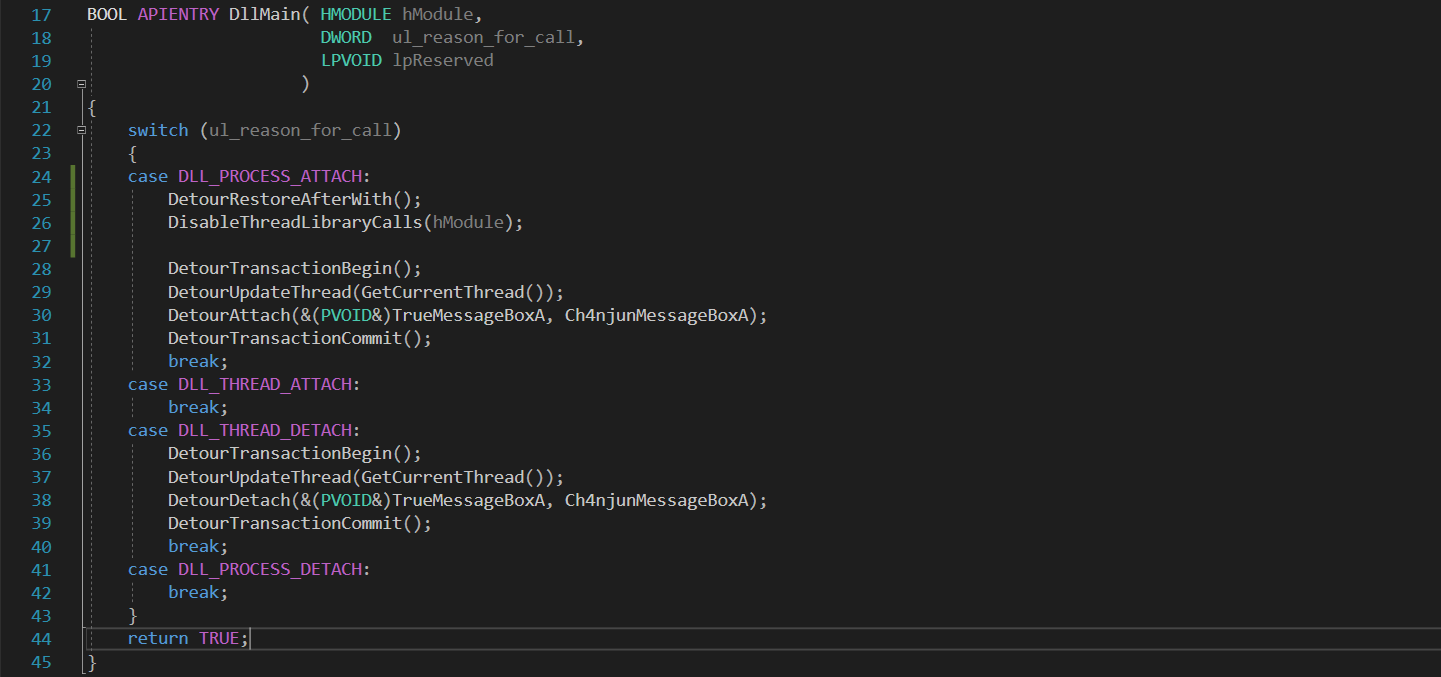 17 BOOL APIENTRY DllMain( HMODULE hModule,
18                        DWORD  ul_reason_for_call,
19                        LPVOID lpReserved
20                      )
21 {
22     switch (ul_reason_for_call)
23     {
24     case DLL_PROCESS_ATTACH:
25         DetourRestoreAfterWith();
26         DisableThreadLibraryCalls(hModule);
27
28         DetourTransactionBegin();
29         DetourUpdateThread(GetCurrentThread());
30         DetourAttach(&(PVOID&)TrueMessageBoxA, Ch4njunMessageBoxA);
31         DetourTransactionCommit();
32         break;
33     case DLL_THREAD_ATTACH:
34         break;
35     case DLL_THREAD_DETACH:
36         DetourTransactionBegin();
37         DetourUpdateThread(GetCurrentThread());
38         DetourDetach(&(PVOID&)TrueMessageBoxA, Ch4njunMessageBoxA);
39         DetourTransactionCommit();
40         break;
41     case DLL_PROCESS_DETACH:
42         break;
43     }
44     return TRUE;
45 }